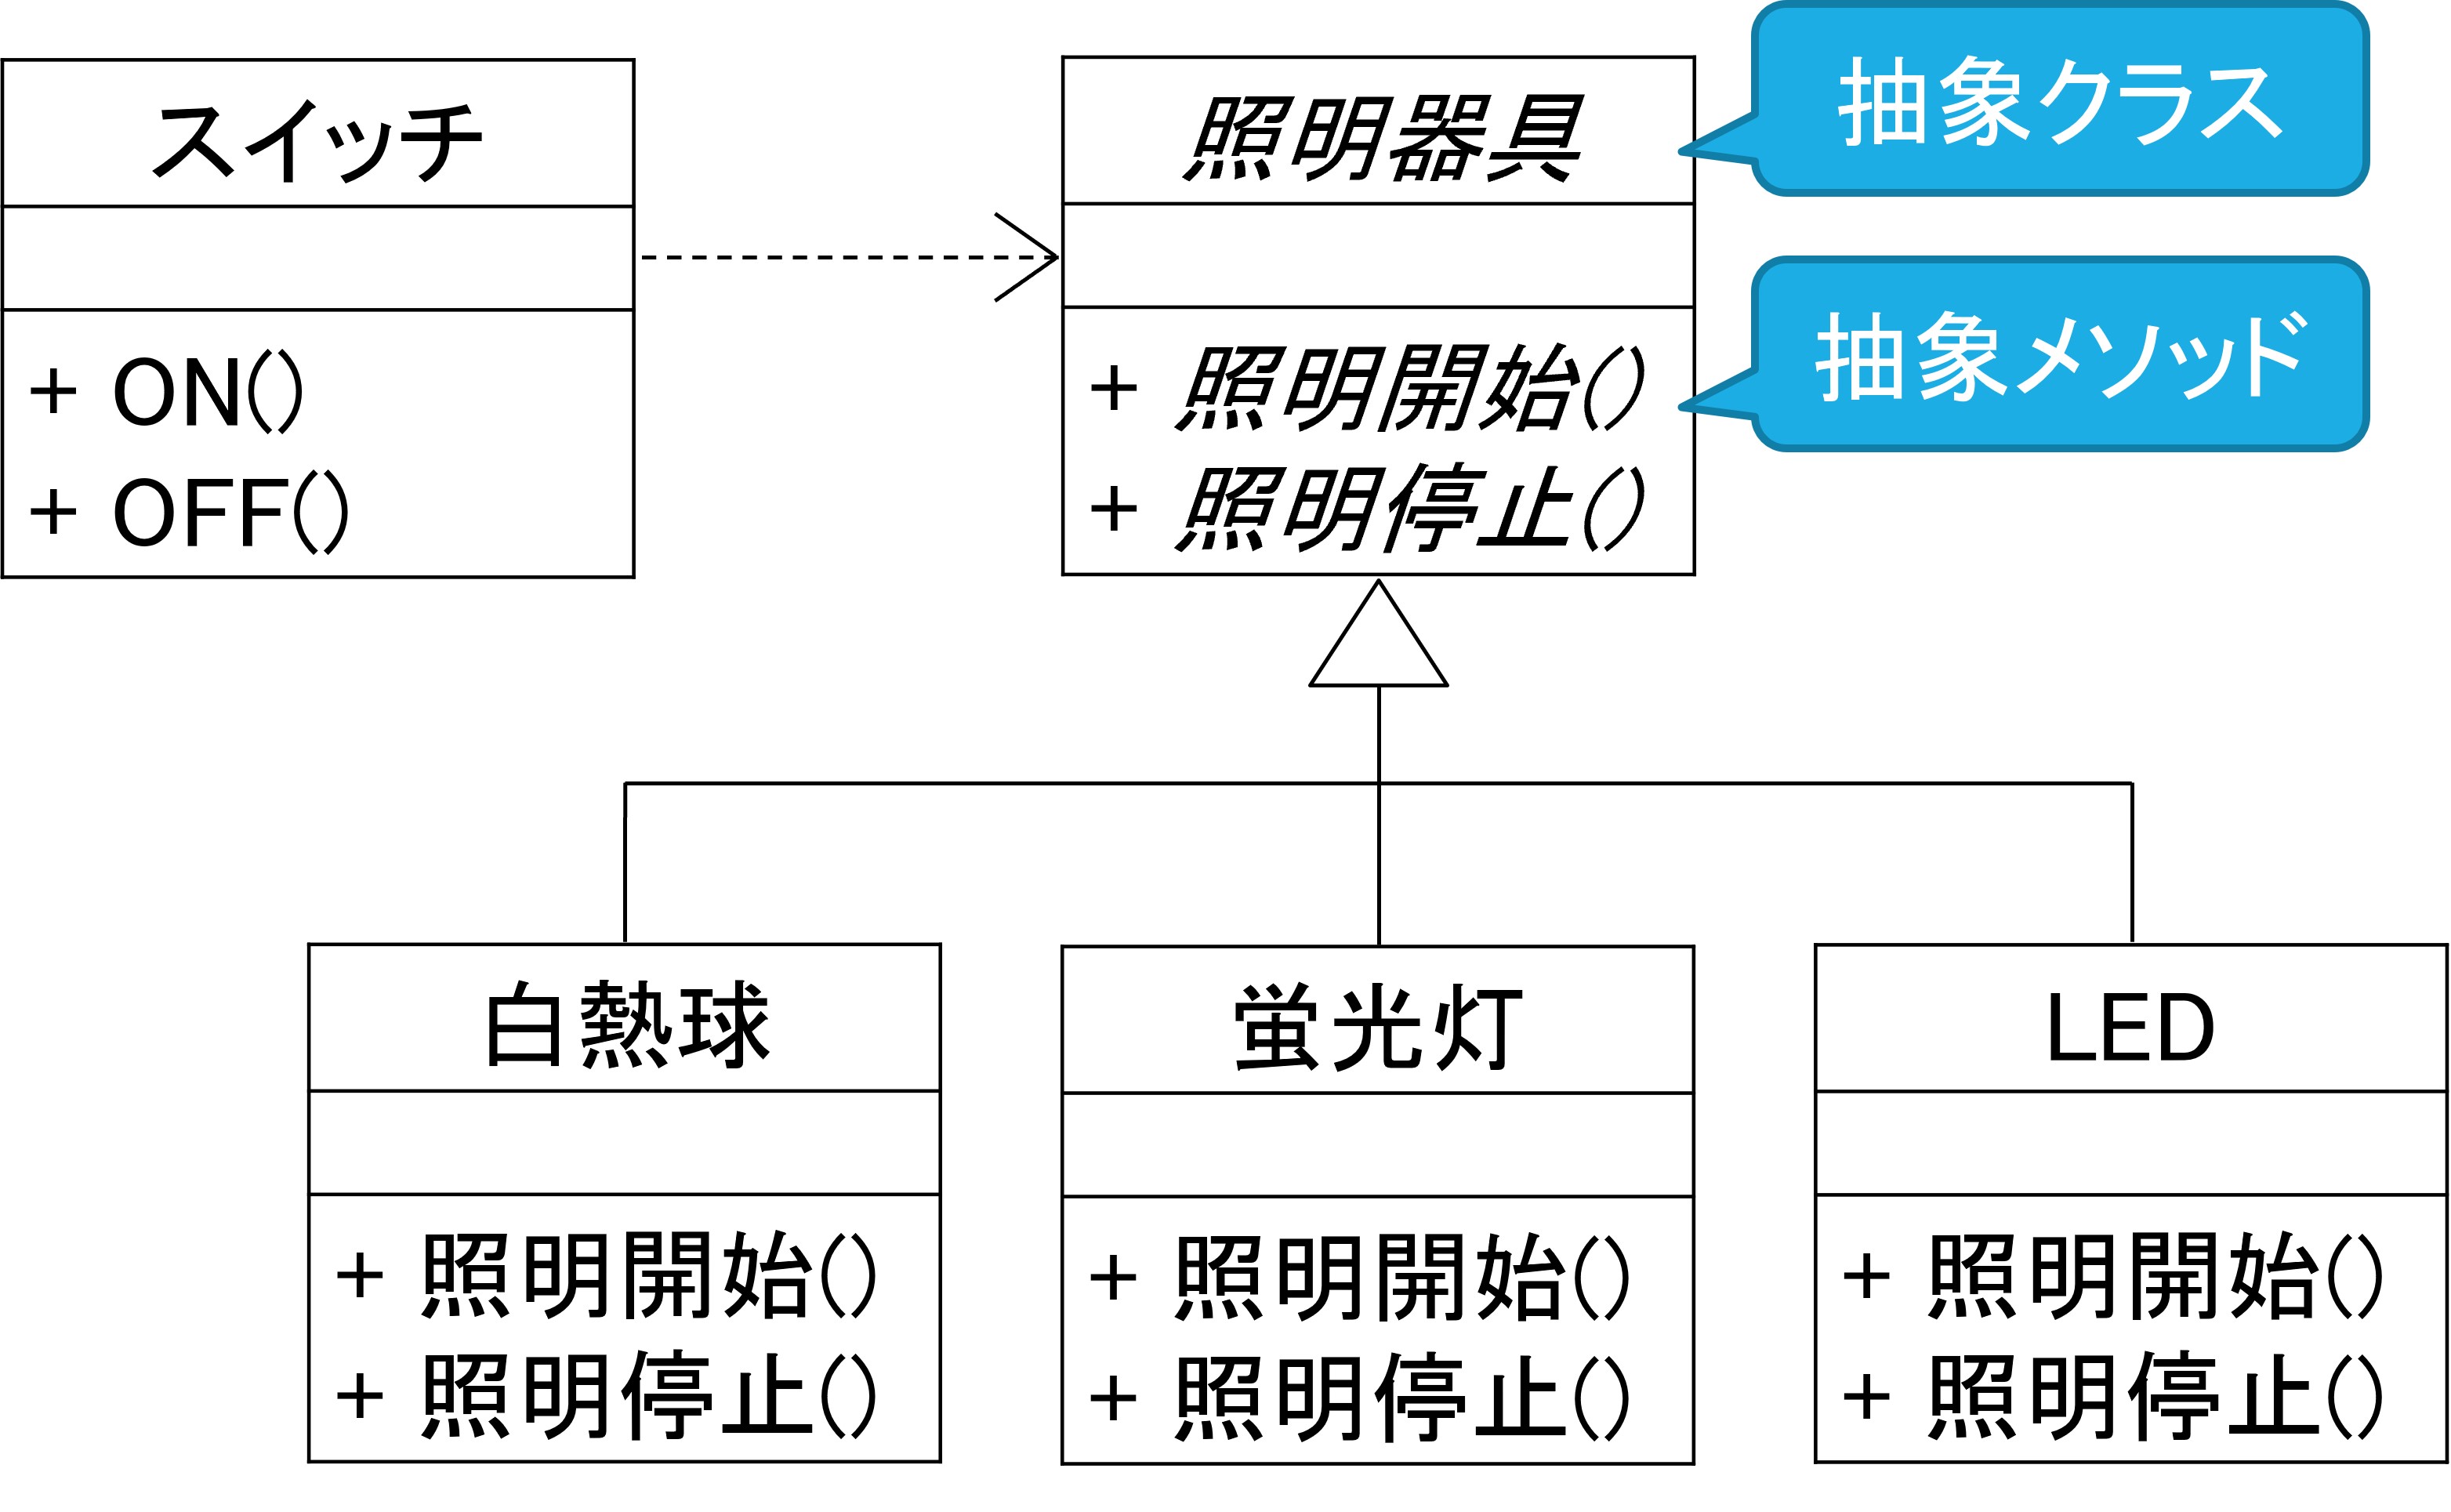 スイッチ
+ ON()
+ OFF()
照明器具
+ 照明開始()
+ 照明停止()
抽象クラス
抽象メソッド
白熱球
+ 照明開始()
+ 照明停止()
蛍光灯
+ 照明開始()
+ 照明停止()
LED
+ 照明開始()
+ 照明停止()